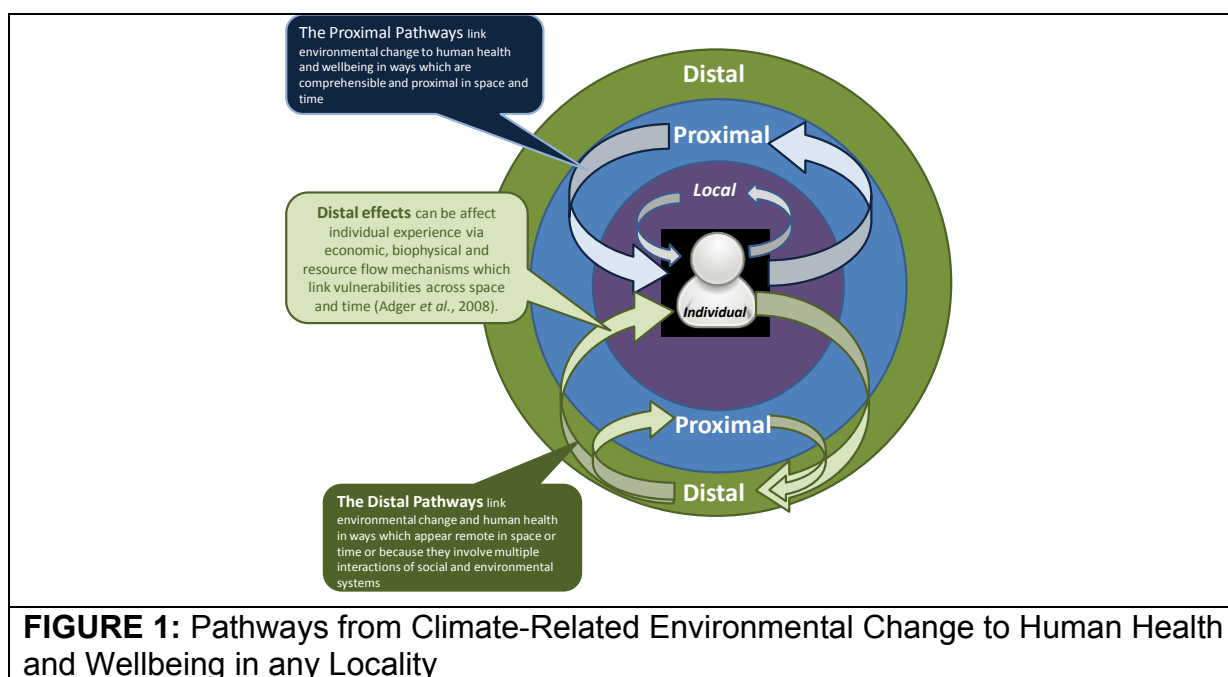 The Proximal Pathways link
environmental change to human health
and wellbeing in ways which are
comprehensible and proximal in space and
time
Distal
Proximal
Local
Distal effects can be affect
individual experience via
economic, biophysical and
resource flow mechanisms which
link vulnerabilities across space
and time (Adger et al., 2008).
Individual
Proximal
Distal
The Distal Pathways link
environmental change and human health
in ways which appear remote in space or
time or because they involve multiple
interactions of social and environmental
systems
FIGURE 1: Pathways from Climate-Related Environmental Change to Human Health
and Wellbeing in any Locality